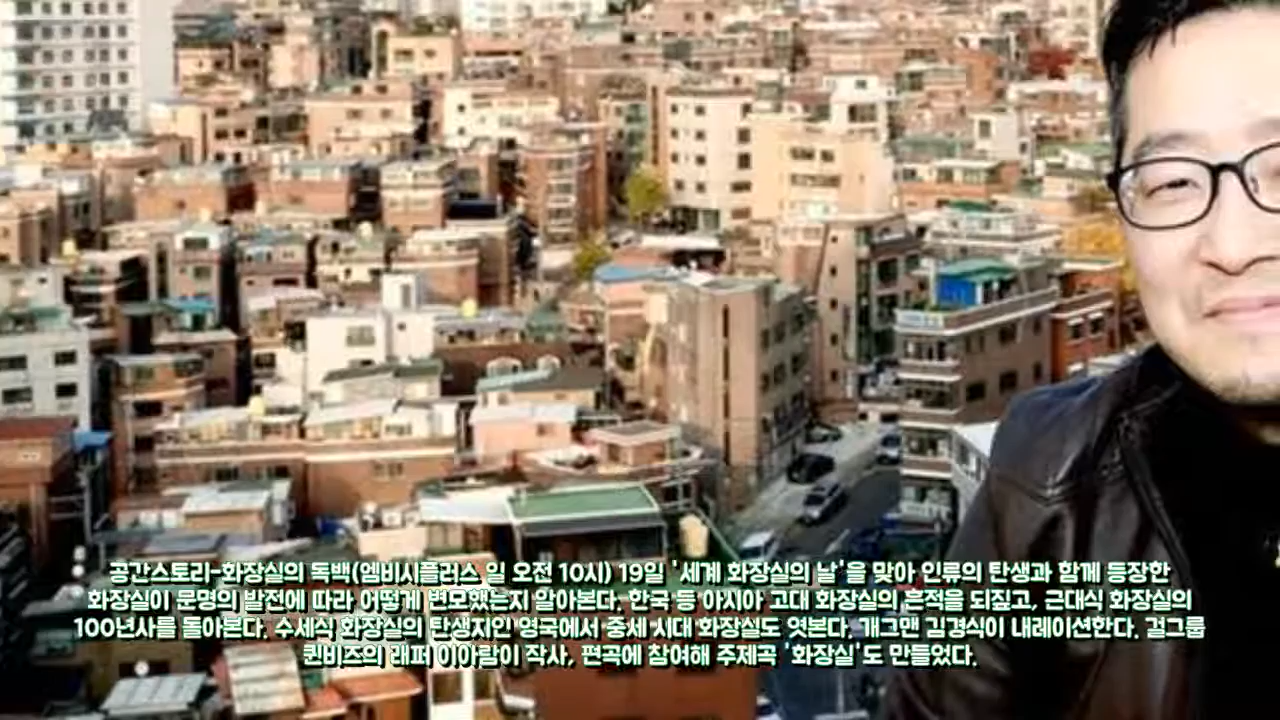 공간스토리-화장실의 독백(엠비시플러스 일 오전 10시) 19일 '세계 화장실의 날'을 맞아 인류의 탄생과 함께 등장한
화장실이 문명의 발전에 따라 어떻게 변모했는지 알아본다. 한국 등 아시아 고대 화장실의 흔적을 되짚고, 근대식 화장실의
100년사를 돌아본다. 수세식 화장실의 탄생지인 영국에서 중세 시대 화장실도 엿본다. 개그맨 김경식이 내레이션한다. 걸그룹
퀸비즈의 래퍼 이아람이 작사, 편곡에 참여해 주제곡 '화장실'도 만들었다.